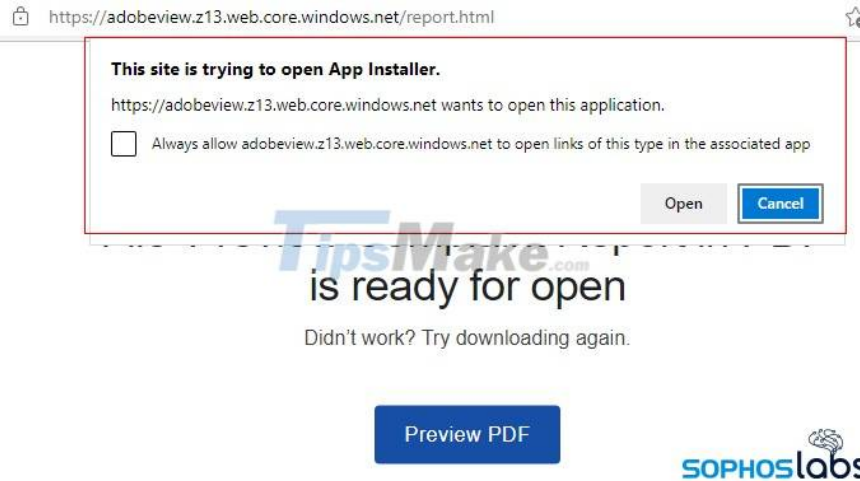 https://adobeview.z13.web.core.windows.net/report.html
This site is trying to open App Installer.
https://adobeview.z13.web.core.windows.net wants to open this application.
Always allow adobeview.z13.web.core.windows.net to open links of this type in the associated app
Open
Cancel
TipsMake.com
is ready for open
Didn't work? Try downloading again.
Preview PDF
SOPHOSlabs